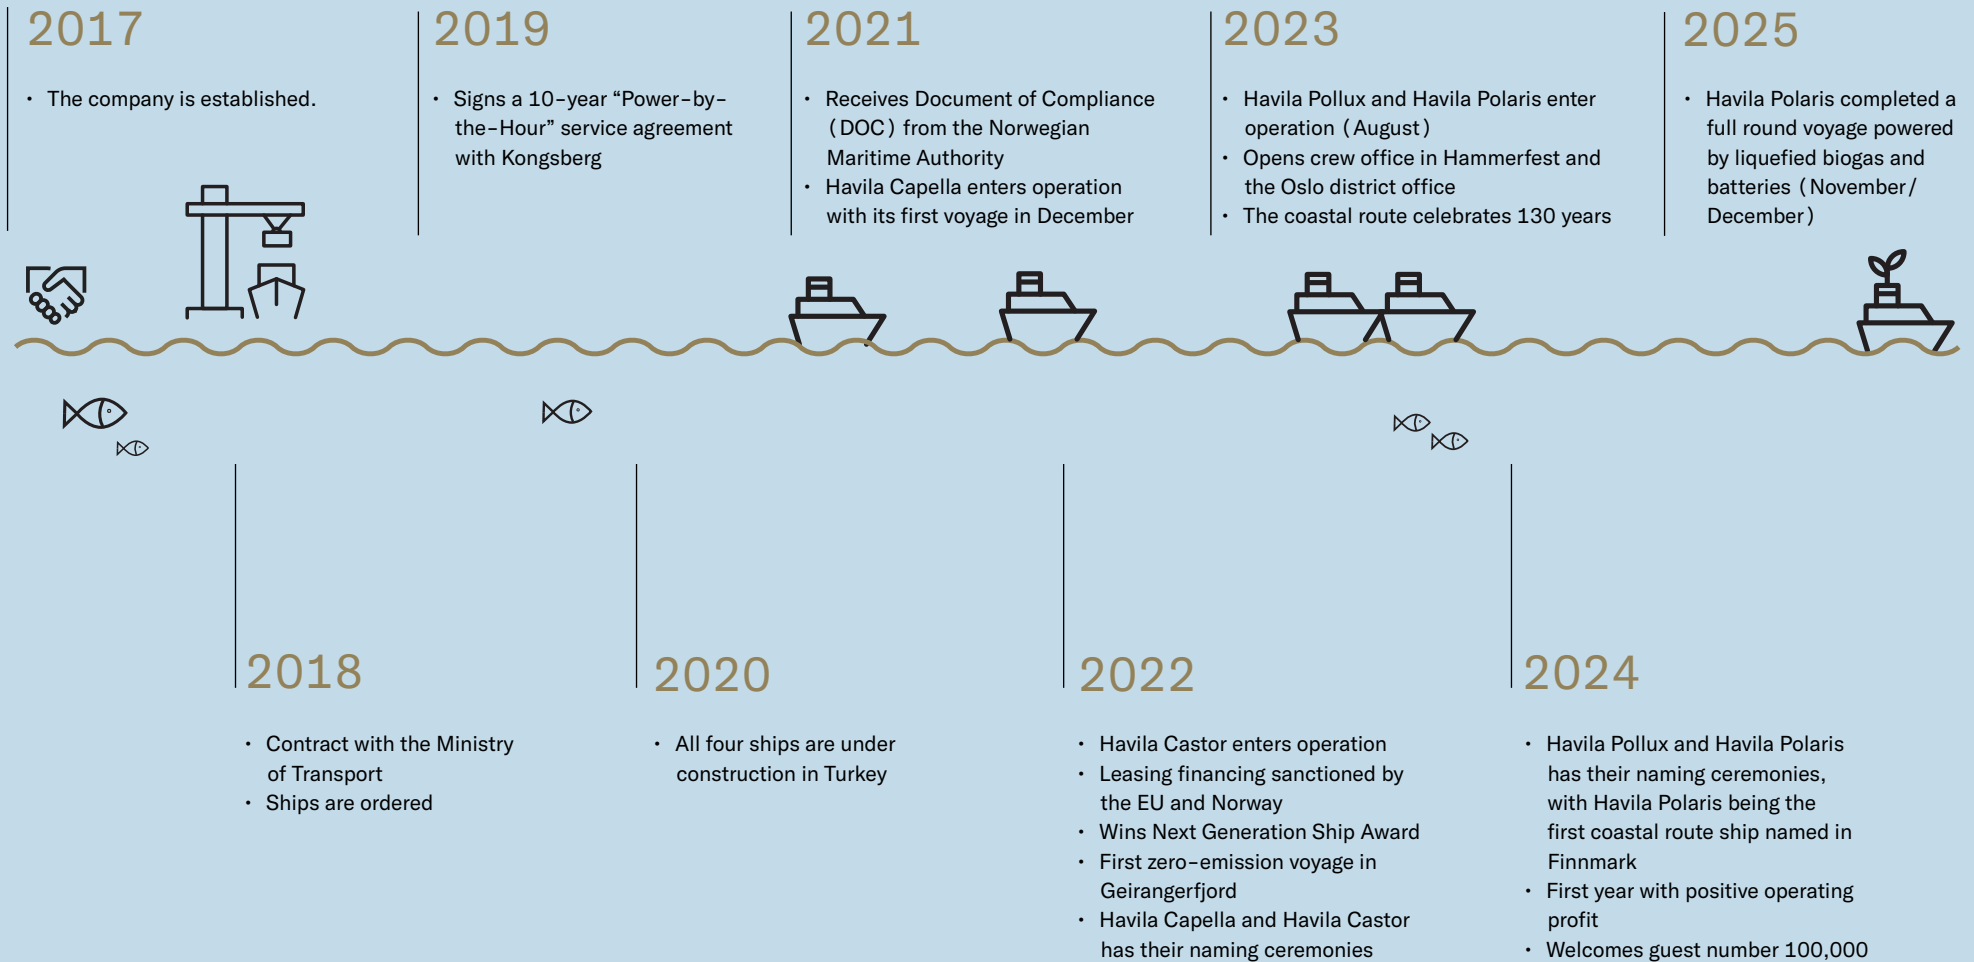 2017
· The company is established.
2019
· Signs a 10-year “Power-by-
the-Hour” service agreement
with Kongsberg
2021
· Receives Document of Compliance
(DOC) from the Norwegian
Maritime Authority
· Havila Capella enters operation
with its first voyage in December
2023
· Havila Pollux and Havila Polaris enter
operation (August)
· Opens crew office in Hammerfest and
the Oslo district office
· The coastal route celebrates 130 years
2025
· Havila Polaris completed a
full round voyage powered
by liquefied biogas and
batteries (November/
December)
2018
· Contract with the Ministry
of Transport
· Ships are ordered
2020
· All four ships are under
construction in Turkey
2022
· Havila Castor enters operation
· Leasing financing sanctioned by
the EU and Norway
· Wins Next Generation Ship Award
· First zero-emission voyage in
Geirangerfjord
· Havila Capella and Havila Castor
has their naming ceremonies
2024
· Havila Pollux and Havila Polaris
has their naming ceremonies,
with Havila Polaris being the
first coastal route ship named in
Finnmark
· First year with positive operating
profit
· Welcomes guest number 100,000